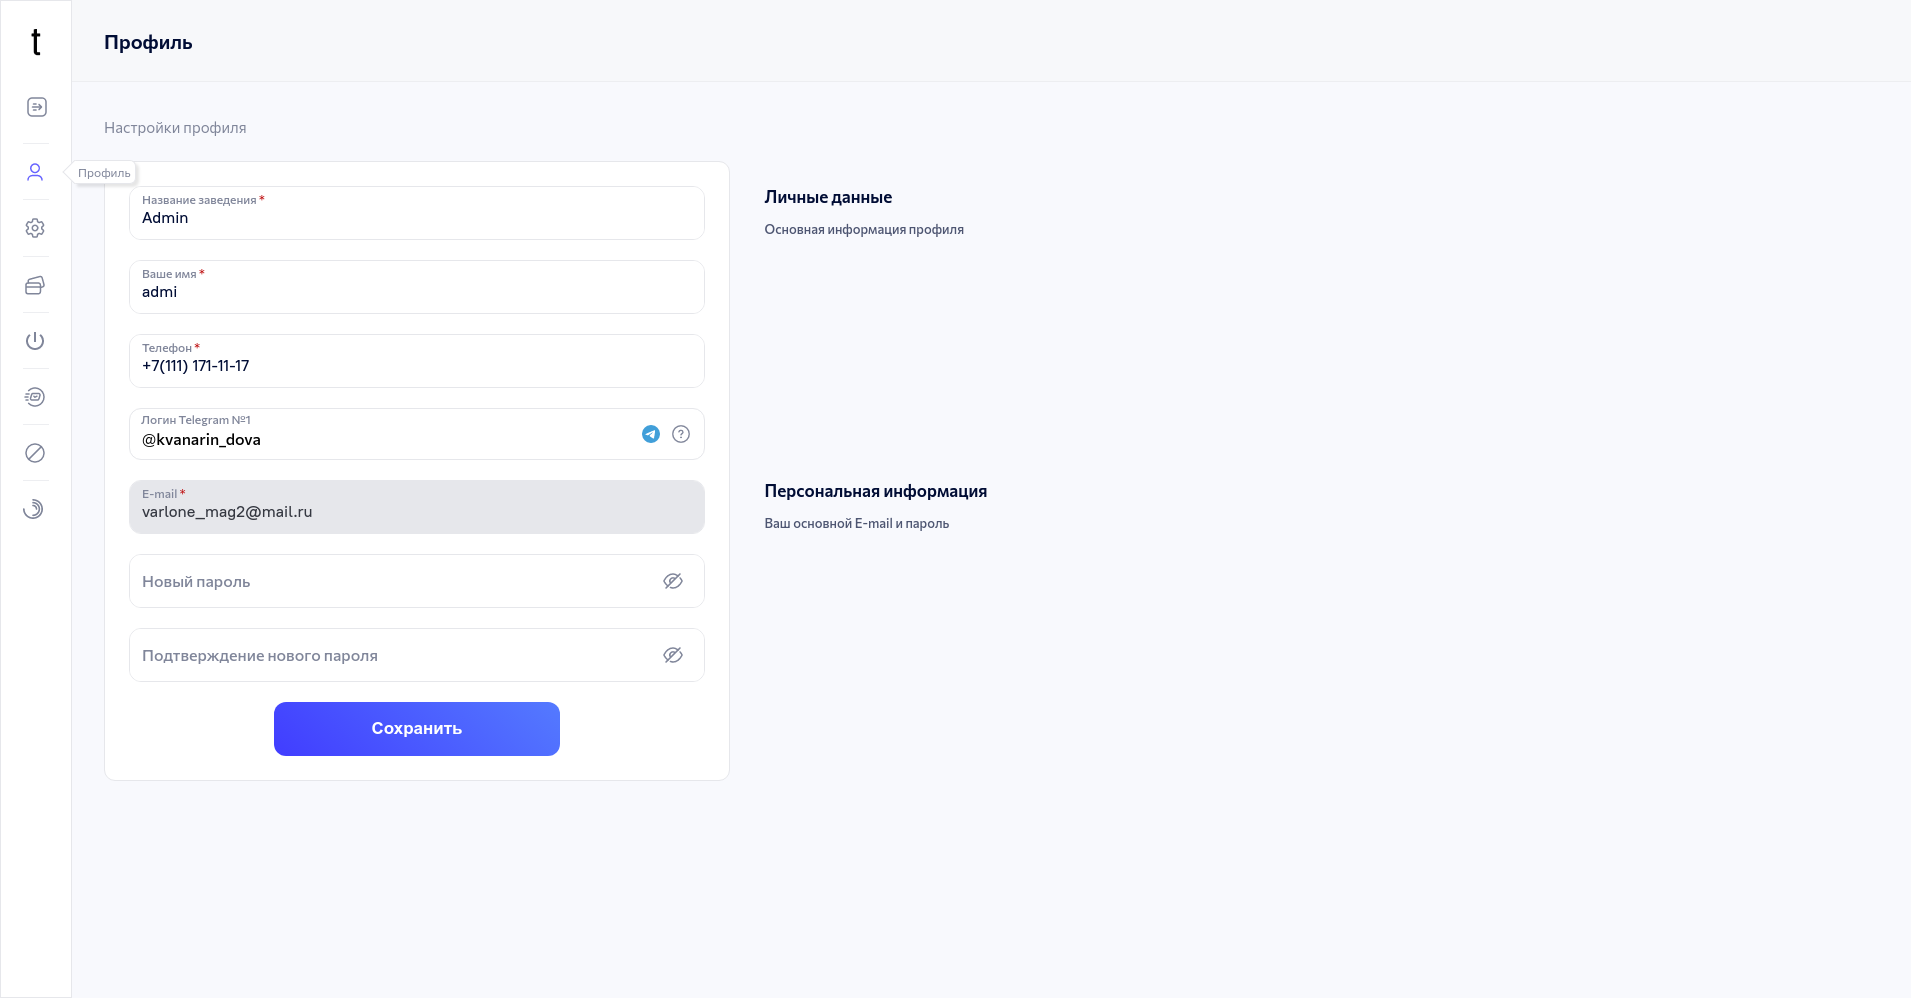 t
Профиль
Настройки профиля
Профиль
Название заведения *
Admin
Ваше имя *
admi
Телефон *
+7(111) 171-11-17
Логин Telegram №1
@kvanarin_dova
E-mail *
varlone_mag2@mail.ru
Новый пароль
Подтверждение нового пароля
Сохранить
Личные данные
Основная информация профиля
Персональная информация
Ваш основной E-mail и пароль